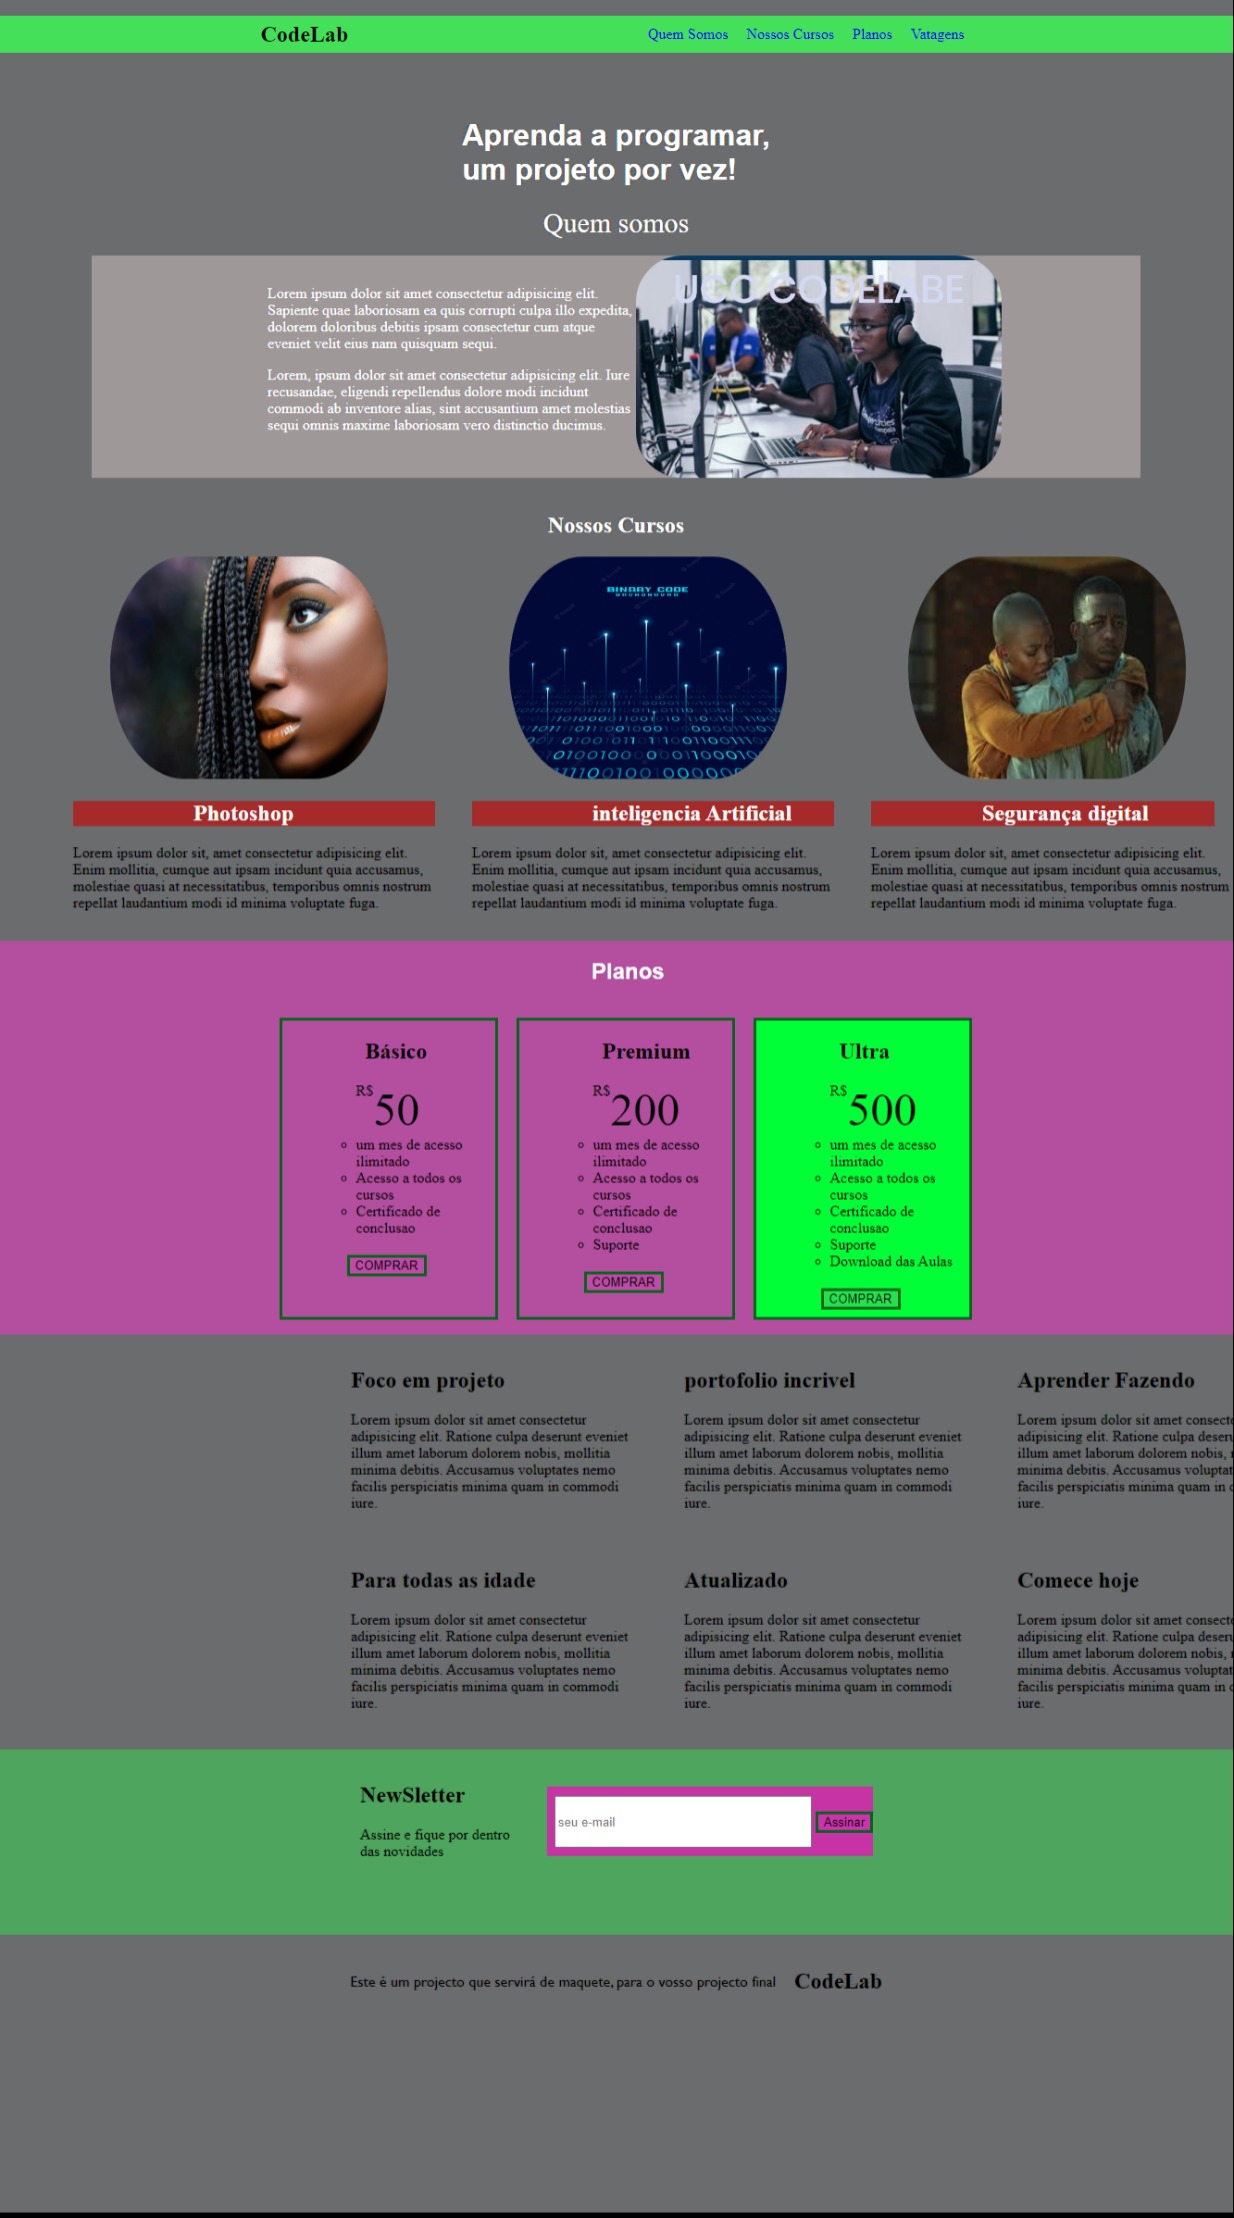 CodeLab
Quem Somos Nossos Cursos Planos Vatagens
Aprenda a programar,
um projeto por vez!
Quem somos
Lorem ipsum dolor sit amet consectetur adipisicing elit.
Sapiente quae laboriosam ea quis corrupti culpa illo expedita,
dolorem doloribus debitis ipsam consectetur cum atque
eveniet velit eius nam quisquam sequi.
Lorem, ipsum dolor sit amet consectetur adipisicing elit. Iure
recusandae, eligendi repellendus dolore modi incidunt
commodi ab inventore alias, sint accusantium amet molestias
sequi omnis maxime laboriosam vero distinctio ducimus.
UCC CODELABE
Nossos Cursos
BINARY CODE
BACKGROUND
Photoshop
Lorem ipsum dolor sit, amet consectetur adipisicing elit.
Enim mollitia, cumque aut ipsam incidunt quia accusamus,
molestiae quasi at necessitatibus, temporibus omnis nostrum
repellat laudantium modi id minima voluptate fuga.
inteligencia Artificial
Lorem ipsum dolor sit, amet consectetur adipisicing elit.
Enim mollitia, cumque aut ipsam incidunt quia accusamus,
molestiae quasi at necessitatibus, temporibus omnis nostrum
repellat laudantium modi id minima voluptate fuga.
Segurança digital
Lorem ipsum dolor sit, amet consectetur adipisicing elit.
Enim mollitia, cumque aut ipsam incidunt quia accusamus,
molestiae quasi at necessitatibus, temporibus omnis nostrum
repellat laudantium modi id minima voluptate fuga.
Planos
Básico
R$50
um mes de acesso
ilimitado
Acesso a todos os
cursos
Certificado de
conclusao
COMPRAR
Premium
R$200
um mes de acesso
ilimitado
Acesso a todos os
cursos
Certificado de
conclusao
Suporte
COMPRAR
Ultra
R$500
um mes de acesso
ilimitado
Acesso a todos os
cursos
Certificado de
conclusao
Suporte
Download das Aulas
COMPRAR
Foco em projeto
Lorem ipsum dolor sit amet consectetur
adipisicing elit. Ratione culpa deserunt eveniet
illum amet laborum dolorem nobis, mollitia
minima debitis. Accusamus voluptates nemo
facilis perspiciatis minima quam in commodi
iure.
portofolio incrivel
Lorem ipsum dolor sit amet consectetur
adipisicing elit. Ratione culpa deserunt eveniet
illum amet laborum dolorem nobis, mollitia
minima debitis. Accusamus voluptates nemo
facilis perspiciatis minima quam in commodi
iure.
Aprender Fazendo
Lorem ipsum dolor sit amet
adipisicing elit. Ratione culpa
illum amet laborum dolorem nobis,
minima debitis. Accusamus
facilis perspiciatis minima quam in
iure.
Para todas as idade
Lorem ipsum dolor sit amet consectetur
adipisicing elit. Ratione culpa deserunt eveniet
illum amet laborum dolorem nobis, mollitia
minima debitis. Accusamus voluptates nemo
facilis perspiciatis minima quam in commodi
iure.
Atualizado
Lorem ipsum dolor sit amet consectetur
adipisicing elit. Ratione culpa deserunt eveniet
illum amet laborum dolorem nobis, mollitia
minima debitis. Accusamus voluptates nemo
facilis perspiciatis minima quam in commodi
iure.
Comece hoje
Lorem ipsum dolor sit amet
adipisicing elit. Ratione culpa
illum amet laborum dolorem nobis,
minima debitis. Accusamus
facilis perspiciatis minima quam in
iure.
NewSletter
Assine e fique por dentro
das novidades
seu e-mail
Assinar
Este é um projecto que servirá de maquete, para o vosso projecto final
CodeLab